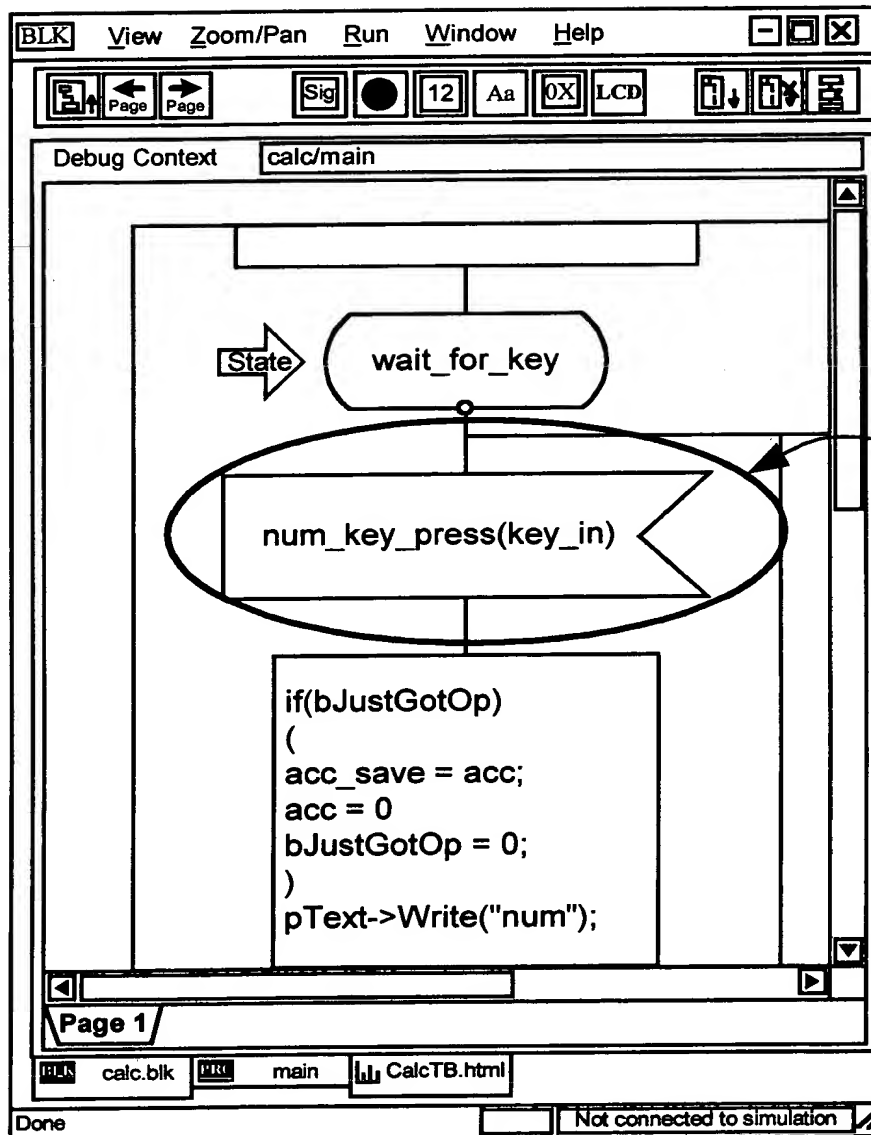 BLK View Zoom/Pan Run Window Help
Page Page Sig 12 Aa 0X LCD
Debug Context calc/main
State wait_for_key
num_key_press(key_in)
if(bJustGotOp)
(
acc_save = acc;
acc = 0
bJustGotOp = 0;
)
pText->Write("num");
Page 1
BLK calc.blk PRC main CalcTB.html
Done Not connected to simulation